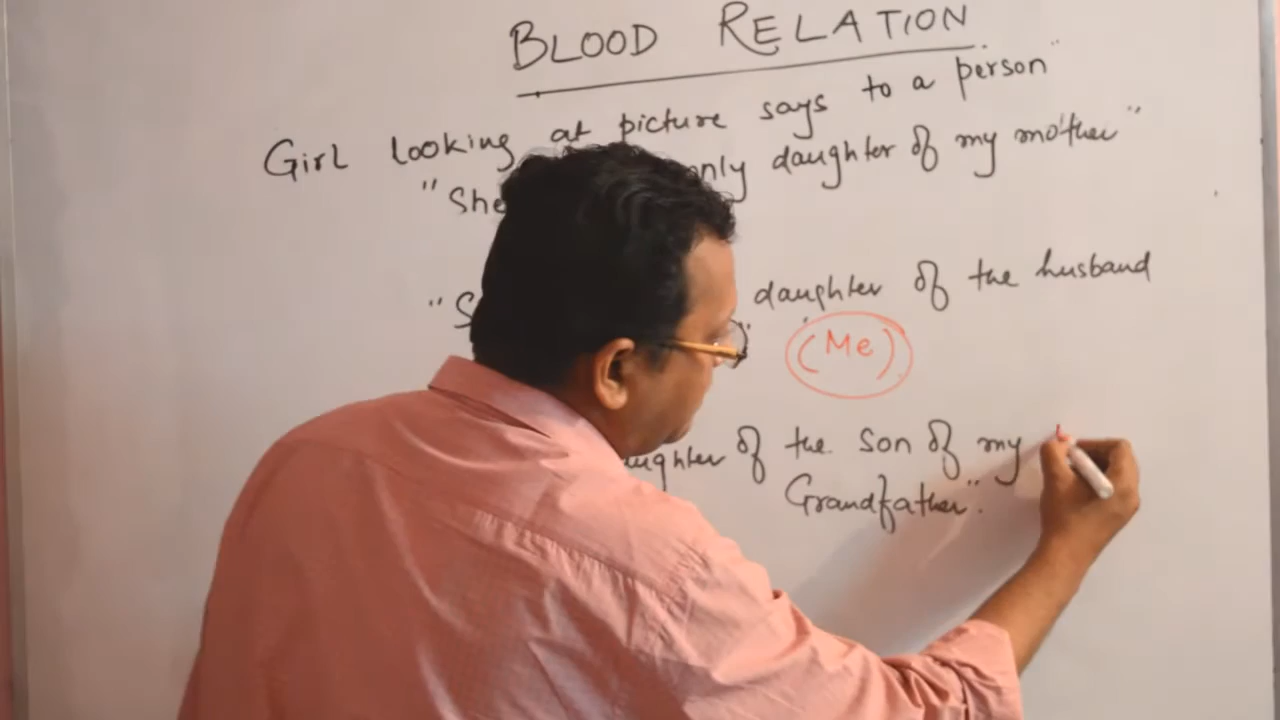 BLOOD RELATION
Girl looking at picture says to a person"
"She only daughter of my mother"
"S daughter of the husband
(Me)
ughter of the son of my
Grandfather".